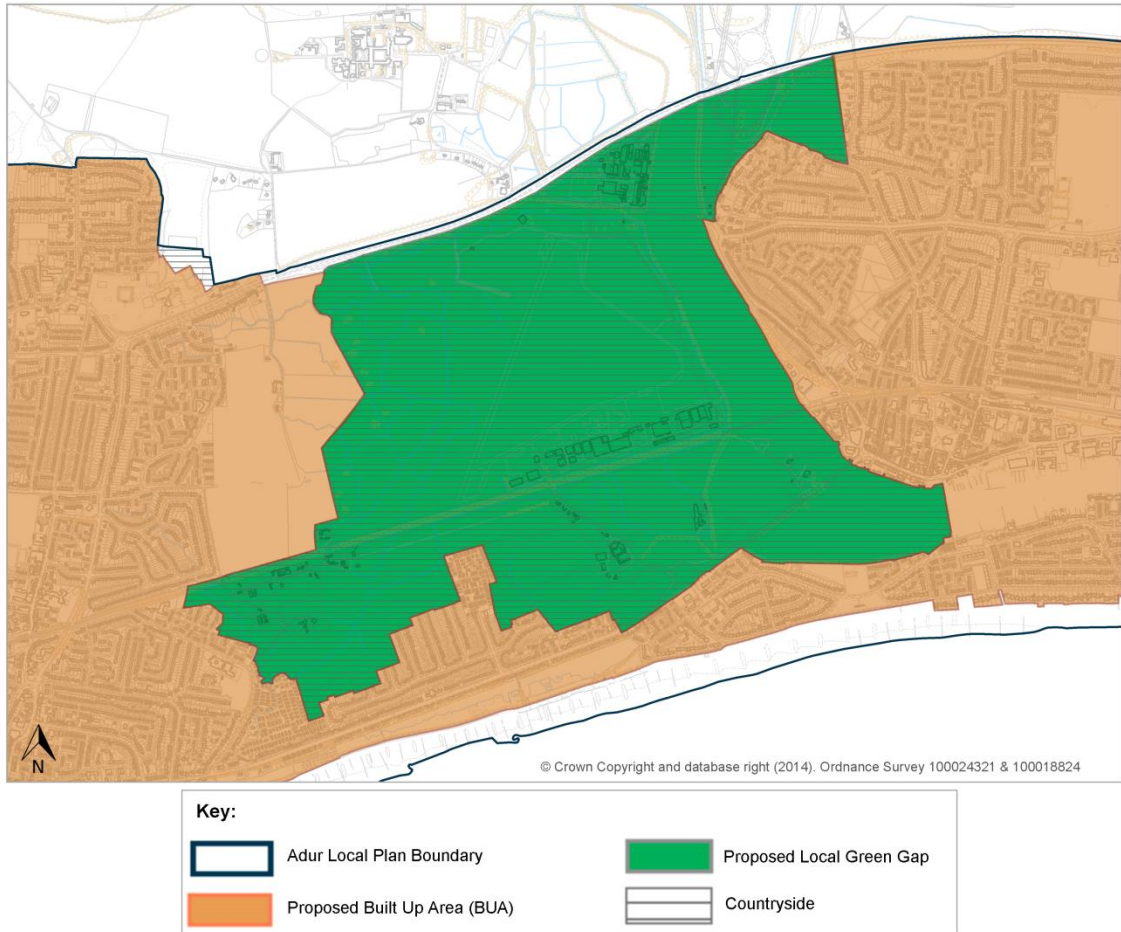 N
© Crown Copyright and database right (2014). Ordnance Survey 100024321 & 100018824
Key:
Adur Local Plan Boundary
Proposed Local Green Gap
Proposed Built Up Area (BUA)
Countryside